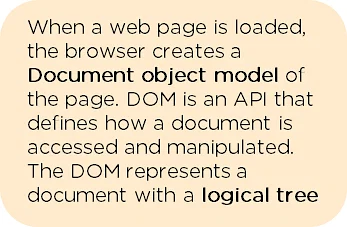 When a web page is loaded,
the browser creates a
Document object model of
the page. DOM is an API that
defines how a document is
accessed and manipulated.
The DOM represents a
document with a logical tree